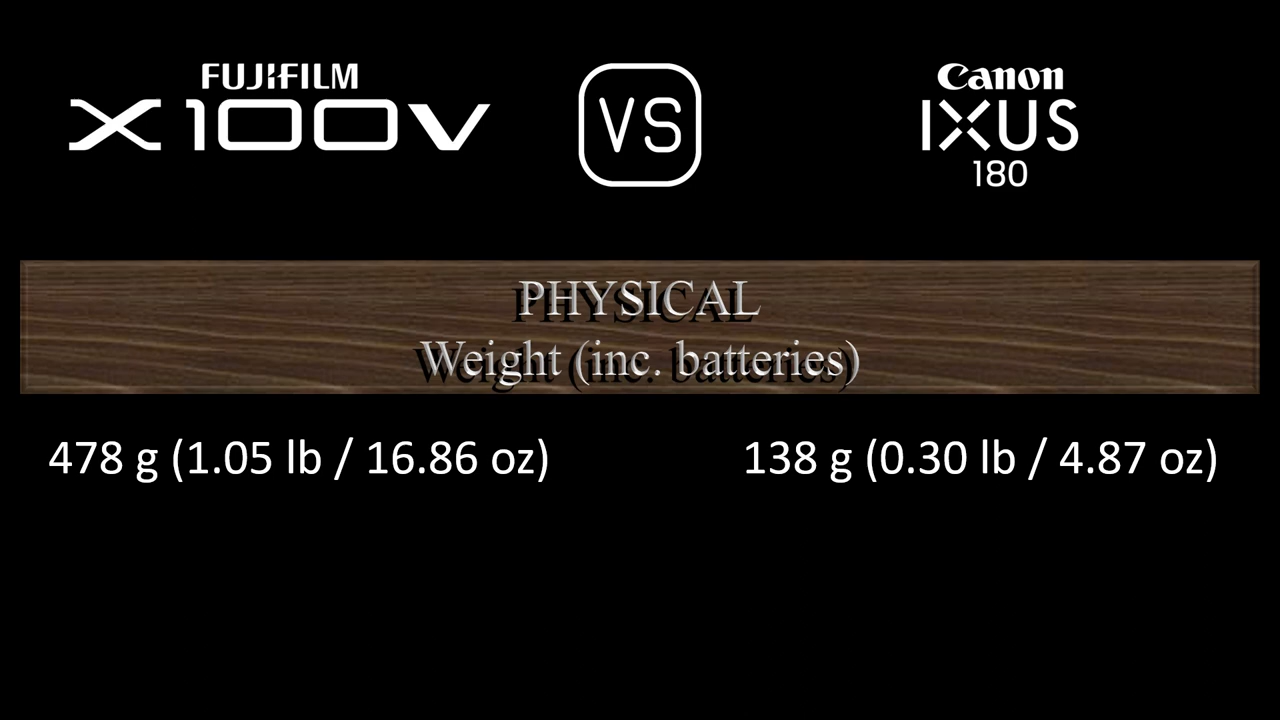 FUJIFILM
X100V
VS
Canon
IXUS
180
PHYSICAL
Weight (inc. batteries)
478 g (1.05 lb / 16.86 oz)
138 g (0.30 lb / 4.87 oz)